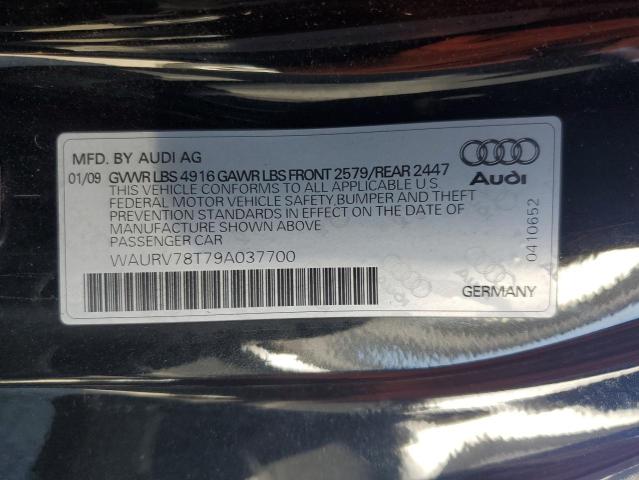 MFD. BY AUDI AG
01/09 GVWR LBS 4916 GAWR LBS FRONT 2579/REAR 2447
THIS VEHICLE CONFORMS TO ALL APPLICABLE U S
FEDERAL MOTOR VEHICLE SAFETY, BUMPER AND THEFT
PREVENTION STANDARDS IN EFFECT ON THE DATE OF
MANUFACTURE SHOWN ABOVE
PASSENGER CAR
WAURV78T79A037700
Audi
0410652
GERMANY